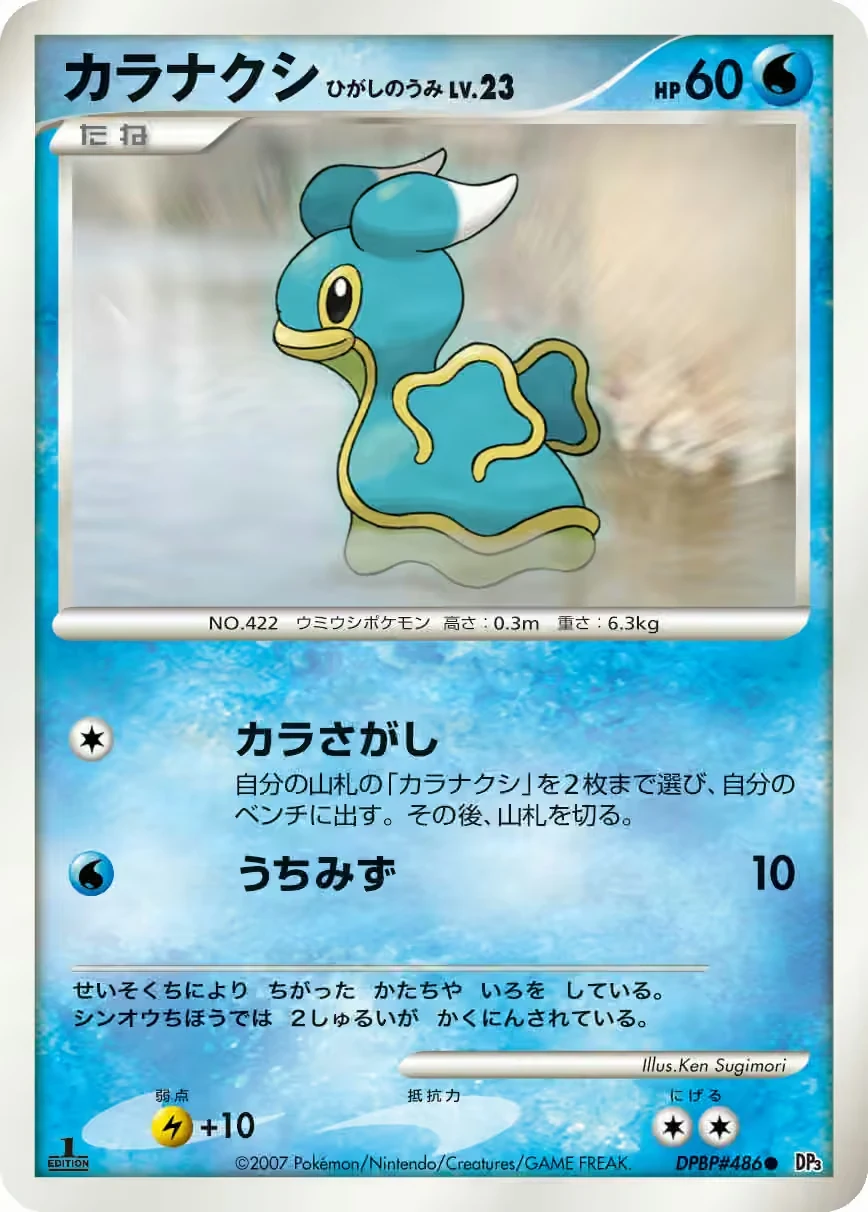 カラナクシ ひがしのうみ LV.23 HP 60
たね
NO.422 ウミウシポケモン 高さ:0.3m 重さ:6.3kg
カラさがし
自分の山札の「カラナクシ」を2枚まで選び、自分の
ベンチに出す。その後、山札を切る。
うちみず 10
せいそくちにより ちがった かたちや いろを している。
シンオウちほうでは 2しゅるいが かくにんされている。
Illus.Ken Sugimori
弱点 抵抗力 にげる
+10
1
EDITION
©2007 Pokémon/Nintendo/Creatures/GAME FREAK. DPBP#486● DP3